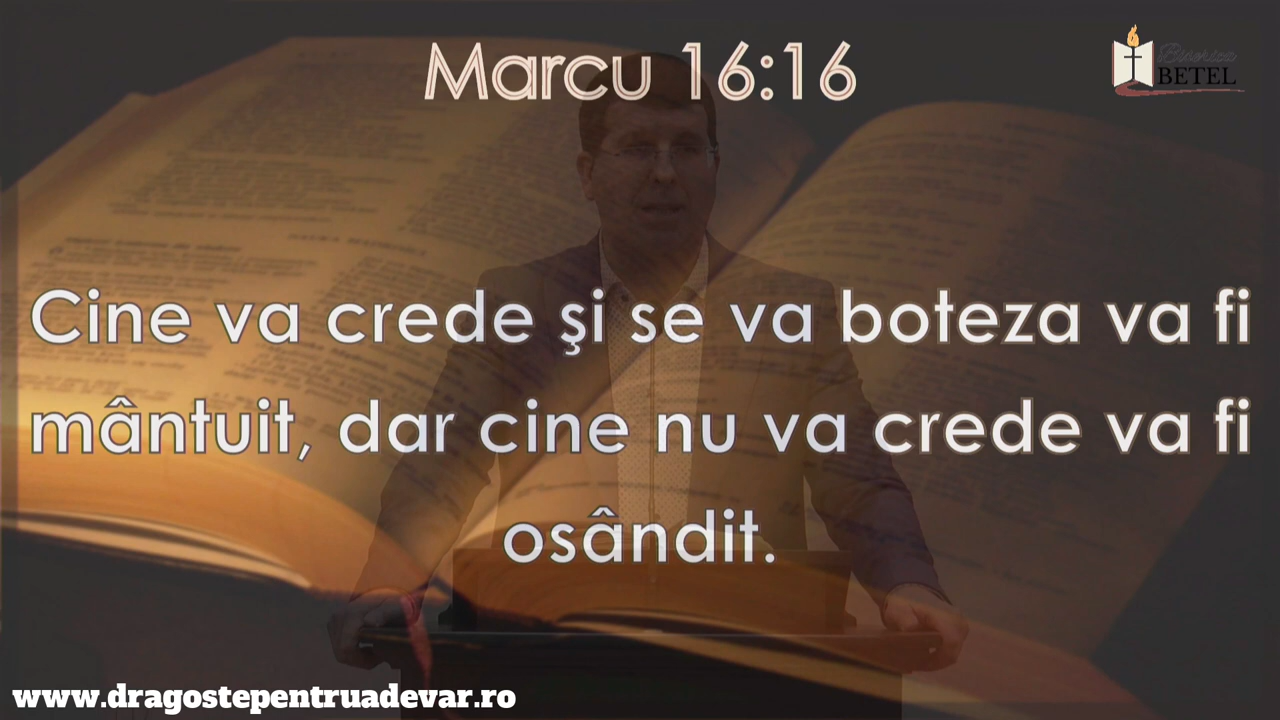 Marcu 16:16
Biserica
BETEL
Cine va crede şi se va boteza va fi
mântuit, dar cine nu va crede va fi
osândit.
www.dragostepentruadevar.ro